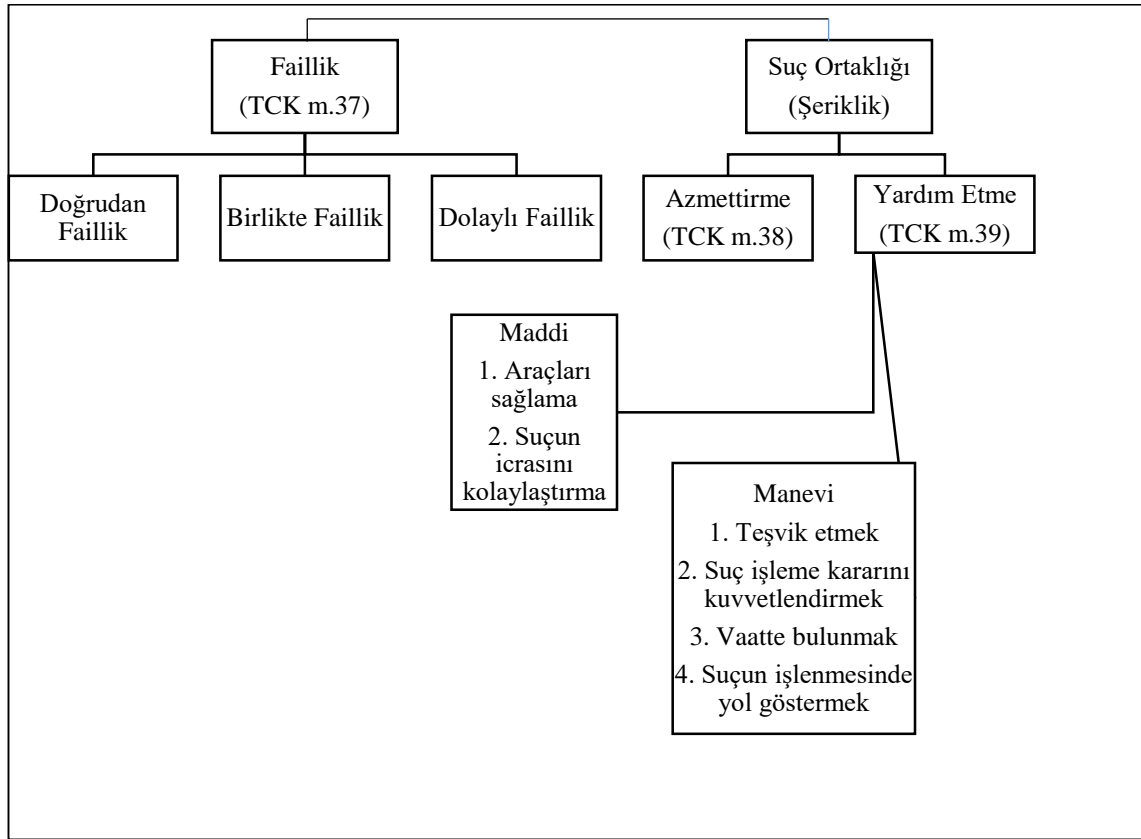 Faillik
(TCK m.37)
Suç Ortaklığı
(Şeriklik)
Doğrudan
Faillik
Birlikte Faillik
Dolaylı Faillik
Azmettirme
(TCK m.38)
Yardım Etme
(TCK m.39)
Maddi
1. Araçları
sağlama
2. Suçun
icrasını
kolaylaştırma
Manevi
1. Teşvik etmek
2. Suç işleme kararını
kuvvetlendirmek
3. Vaatte bulunmak
4. Suçun işlenmesinde
yol göstermek